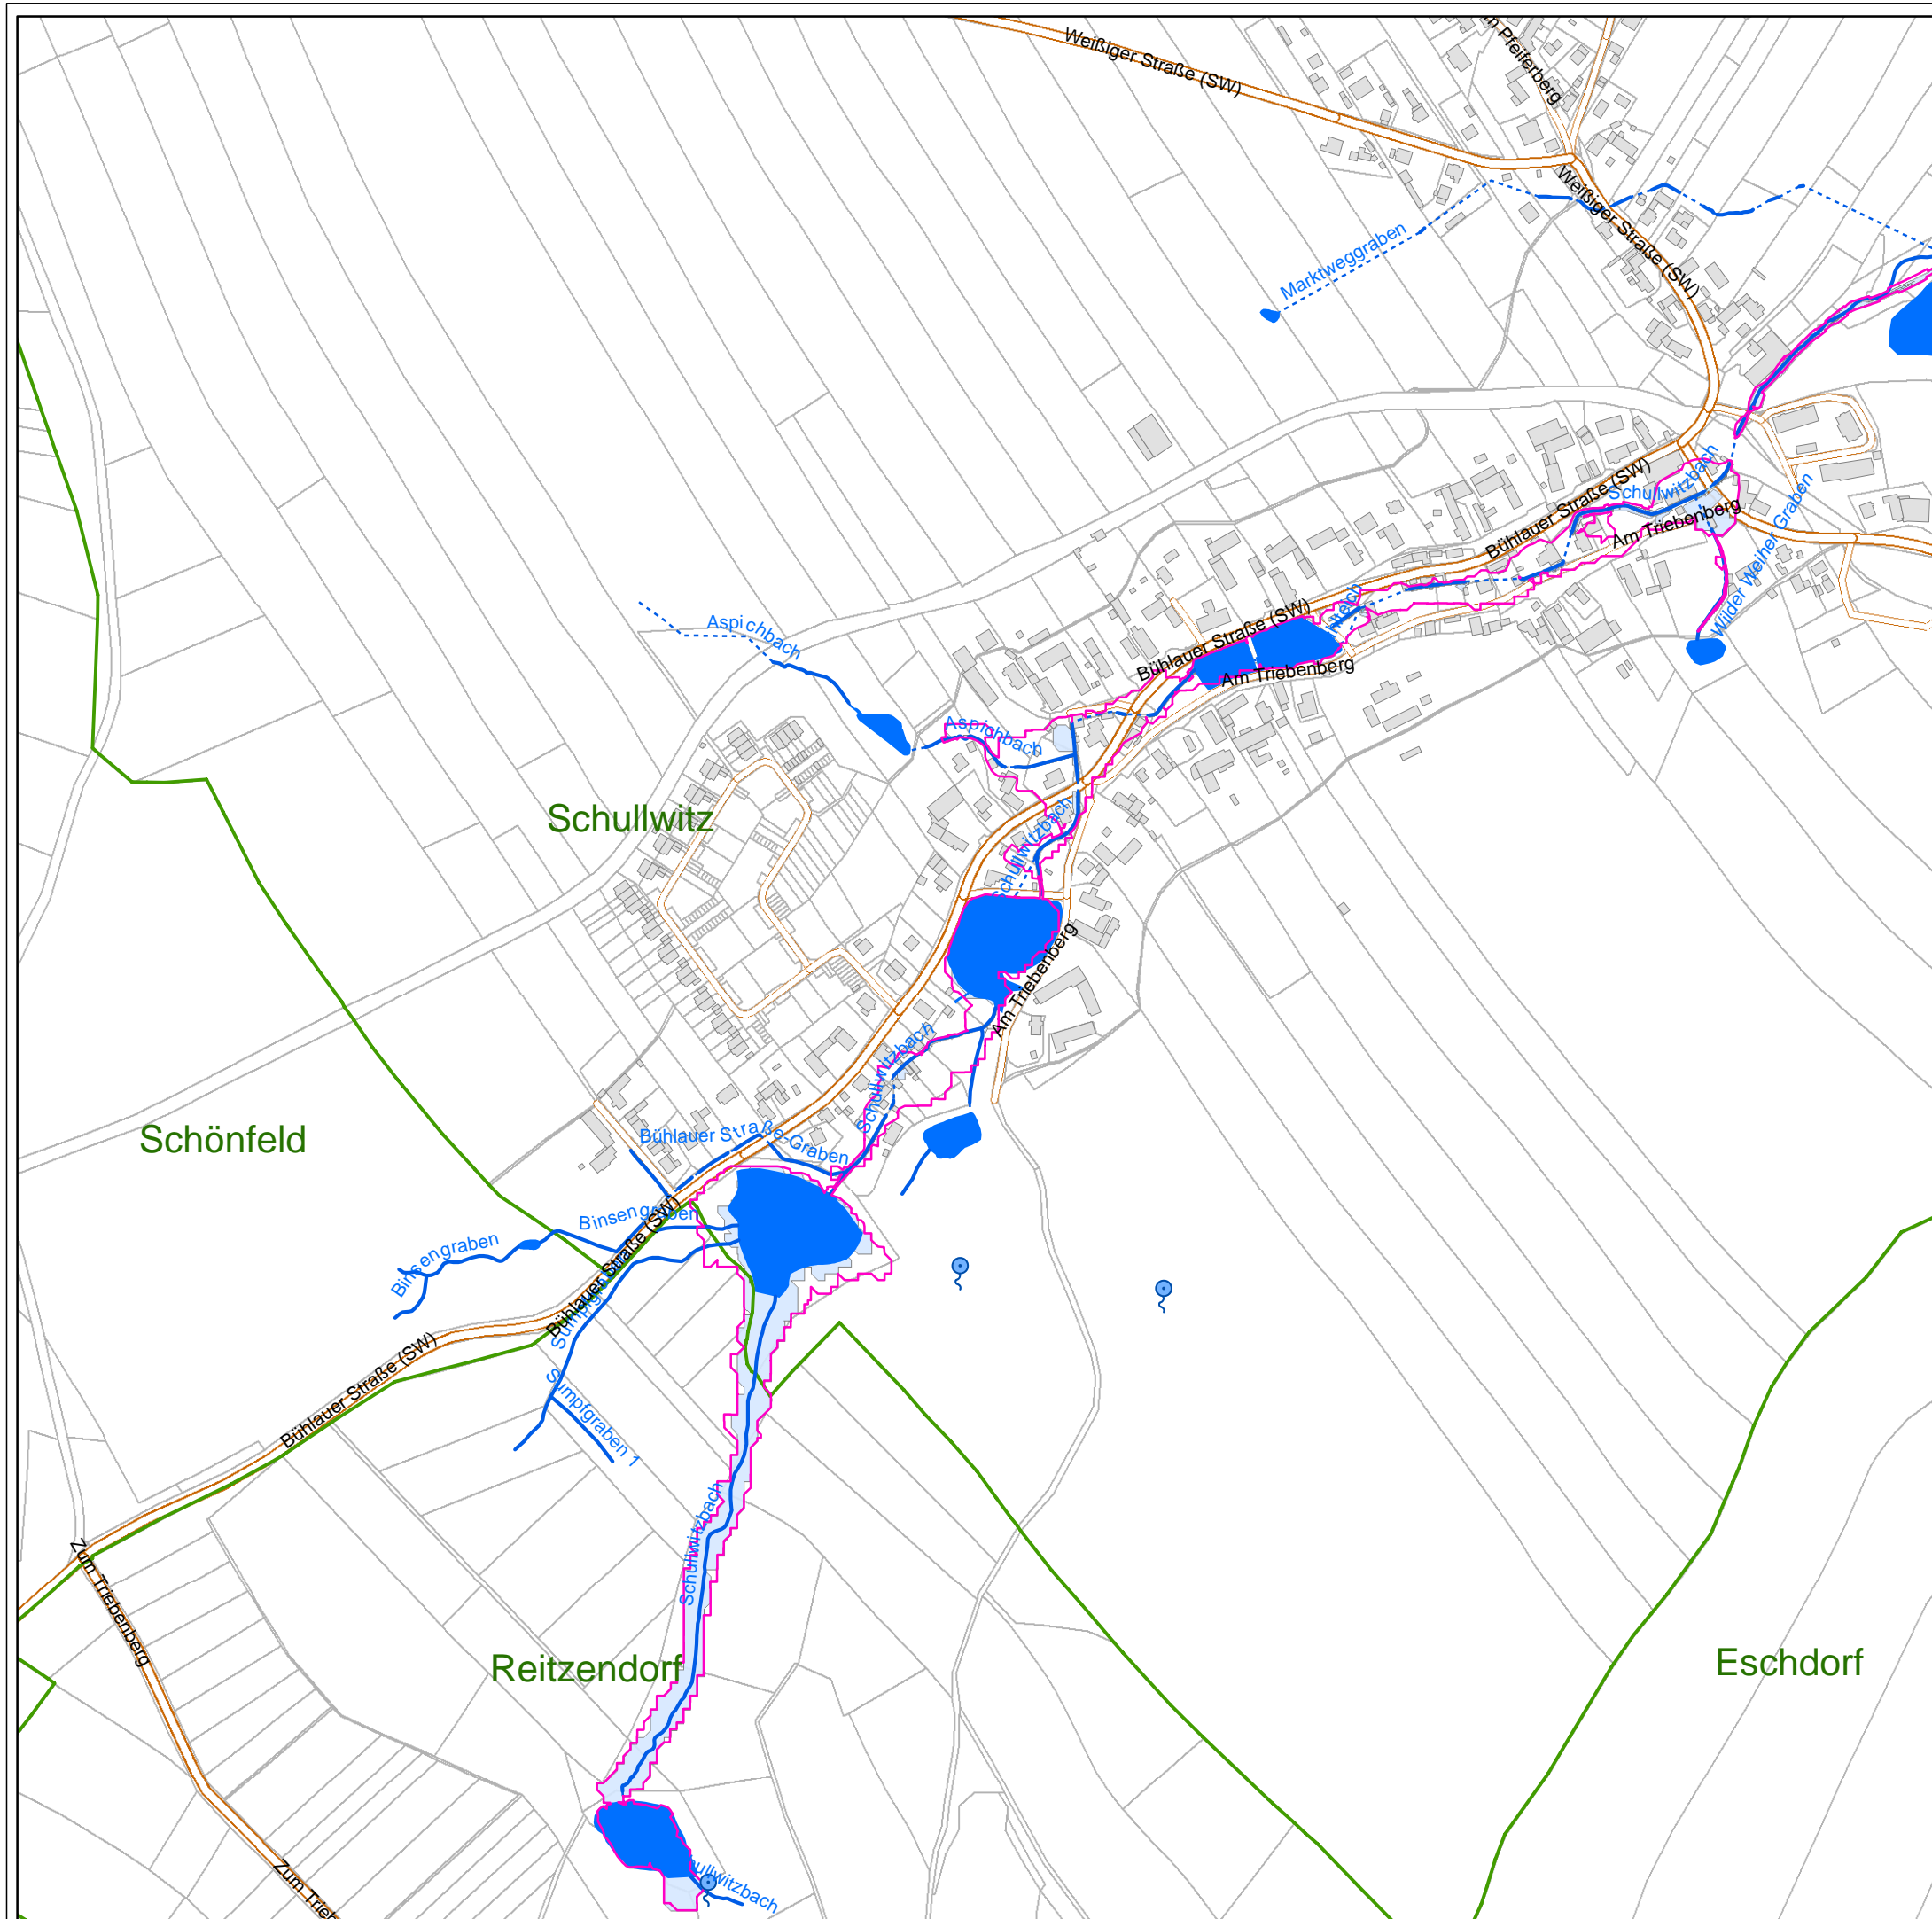 Weißiger Straße (SW)
Pfeiferberg
Weißiger Straße (SW)
Marktweggraben
Bühlauer Straße (SW)
Schullwitzbach
Am Triebenberg
Wilder Weiher Graben
Aspichbach
Bühlauer Straße (SW)
Am Triebenberg
Aspichbach
Schullwitz
Schullwitzbach
Am Triebenberg
Schullwitzbach
Schönfeld
Bühlauer Straße-Graben
Binsengraben
Binsengraben
Bühlauer Straße (SW)
Bühlauer Straße (SW)
Sumpfgraben 1
Schullwitzbach
Zum Triebenberg
Reitzendorf
Eschdorf
Zum